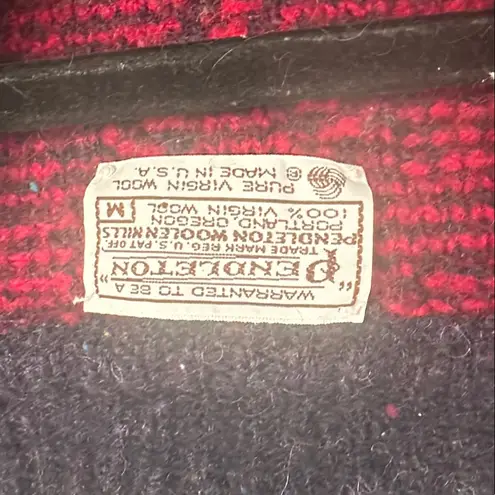 WARRANTED TO BE A
"PENDLETON"
TRADE MARK REG. U.S. PAT. OFF.
PENDLETON WOOLEN MILLS
PORTLAND, OREGON
100% VIRGIN WOOL M
PURE VIRGIN WOOL
MADE IN U.S.A. ®